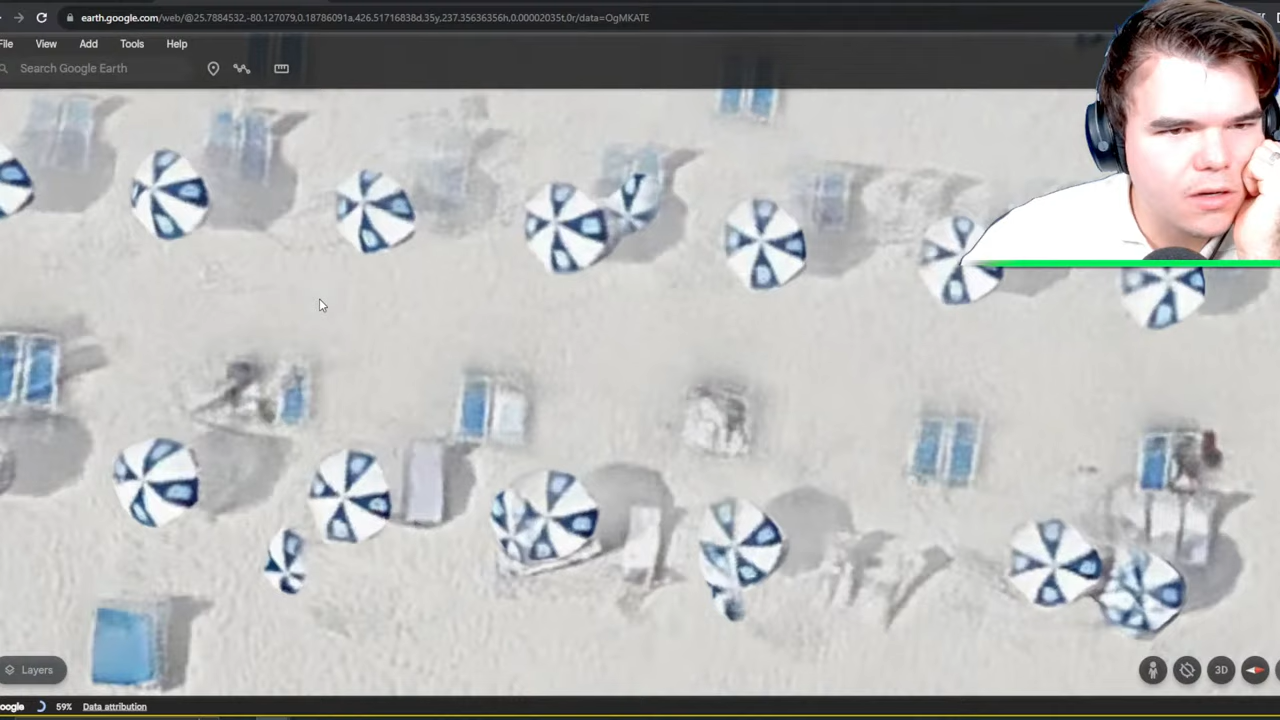 earth.google.com/web/@25.7884532,-80.127079,0.18786091a,426.51716838d,35y,237.35636356h,0.00002035t,0r/data=OgMKATE
File View Add Tools Help
Search Google Earth
Layers
3D
oogle 59% Data attribution